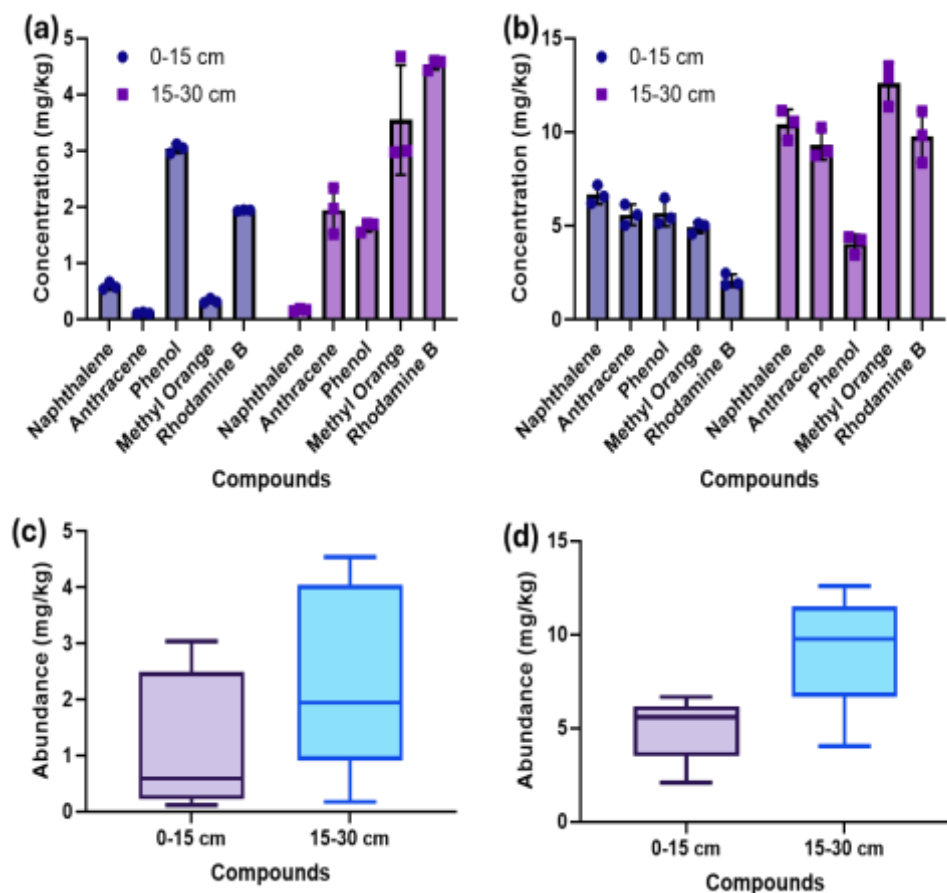 (a)
Concentration (mg/kg)
5
4
3
2
1
0
0-15 cm
15-30 cm
Naphthalene
Anthracene
Phenol
Methyl Orange
Rhodamine B
Naphthalene
Anthracene
Phenol
Methyl Orange
Rhodamine B
Compounds
(b)
Concentration (mg/kg)
15
10
5
0
0-15 cm
15-30 cm
Naphthalene
Anthracene
Phenol
Methyl Orange
Rhodamine B
Naphthalene
Anthracene
Phenol
Methyl Orange
Rhodamine B
Compounds
(c)
Abundance (mg/kg)
5
4
3
2
1
0
0-15 cm
15-30 cm
Compounds
(d)
Abundance (mg/kg)
15
10
5
0
0-15 cm
15-30 cm
Compounds